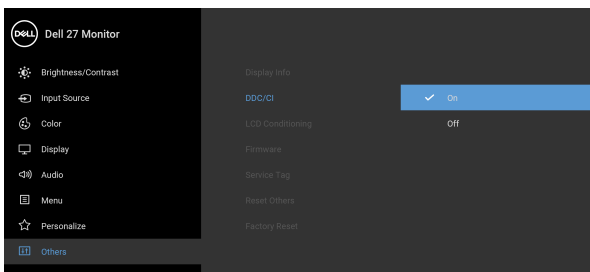 DELL Dell 27 Monitor
Brightness/Contrast Display Info
Input Source DDC/CI On
Color LCD Conditioning Off
Display Firmware
Audio Service Tag
Menu Reset Others
Personalize Factory Reset
Others